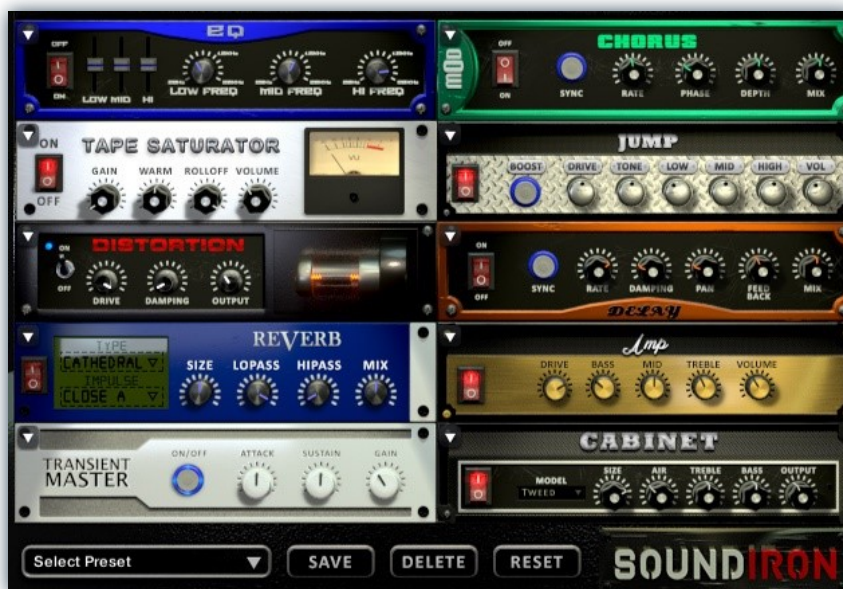 EQ
OFF
ON
LOW MID HI
LOW FREQ MID FREQ HI FREQ
CHORUS
OFF
ON
SYNC RATE PHASE DEPTH MIX
TAPE SATURATOR
ON
OFF
GAIN WARM ROLLOFF VOLUME
VU
JUMP
BOOST DRIVE TONE LOW MID HIGH VOL
DISTORTION
ON
OFF
DRIVE DAMPING OUTPUT
ON
OFF
SYNC RATE DAMPING PAN FEED BACK MIX
DELAY
REVERB
TYPE
CATHEDRAL
IMPULSE
CLOSE A
SIZE LOPASS HIPASS MIX
Amp
DRIVE BASS MID TREBLE VOLUME
TRANSIENT
MASTER
ON/OFF ATTACK SUSTAIN GAIN
CABINET
MODEL
TWEED
SIZE AIR TREBLE BASS OUTPUT
Select Preset SAVE DELETE RESET
SOUNDIRON